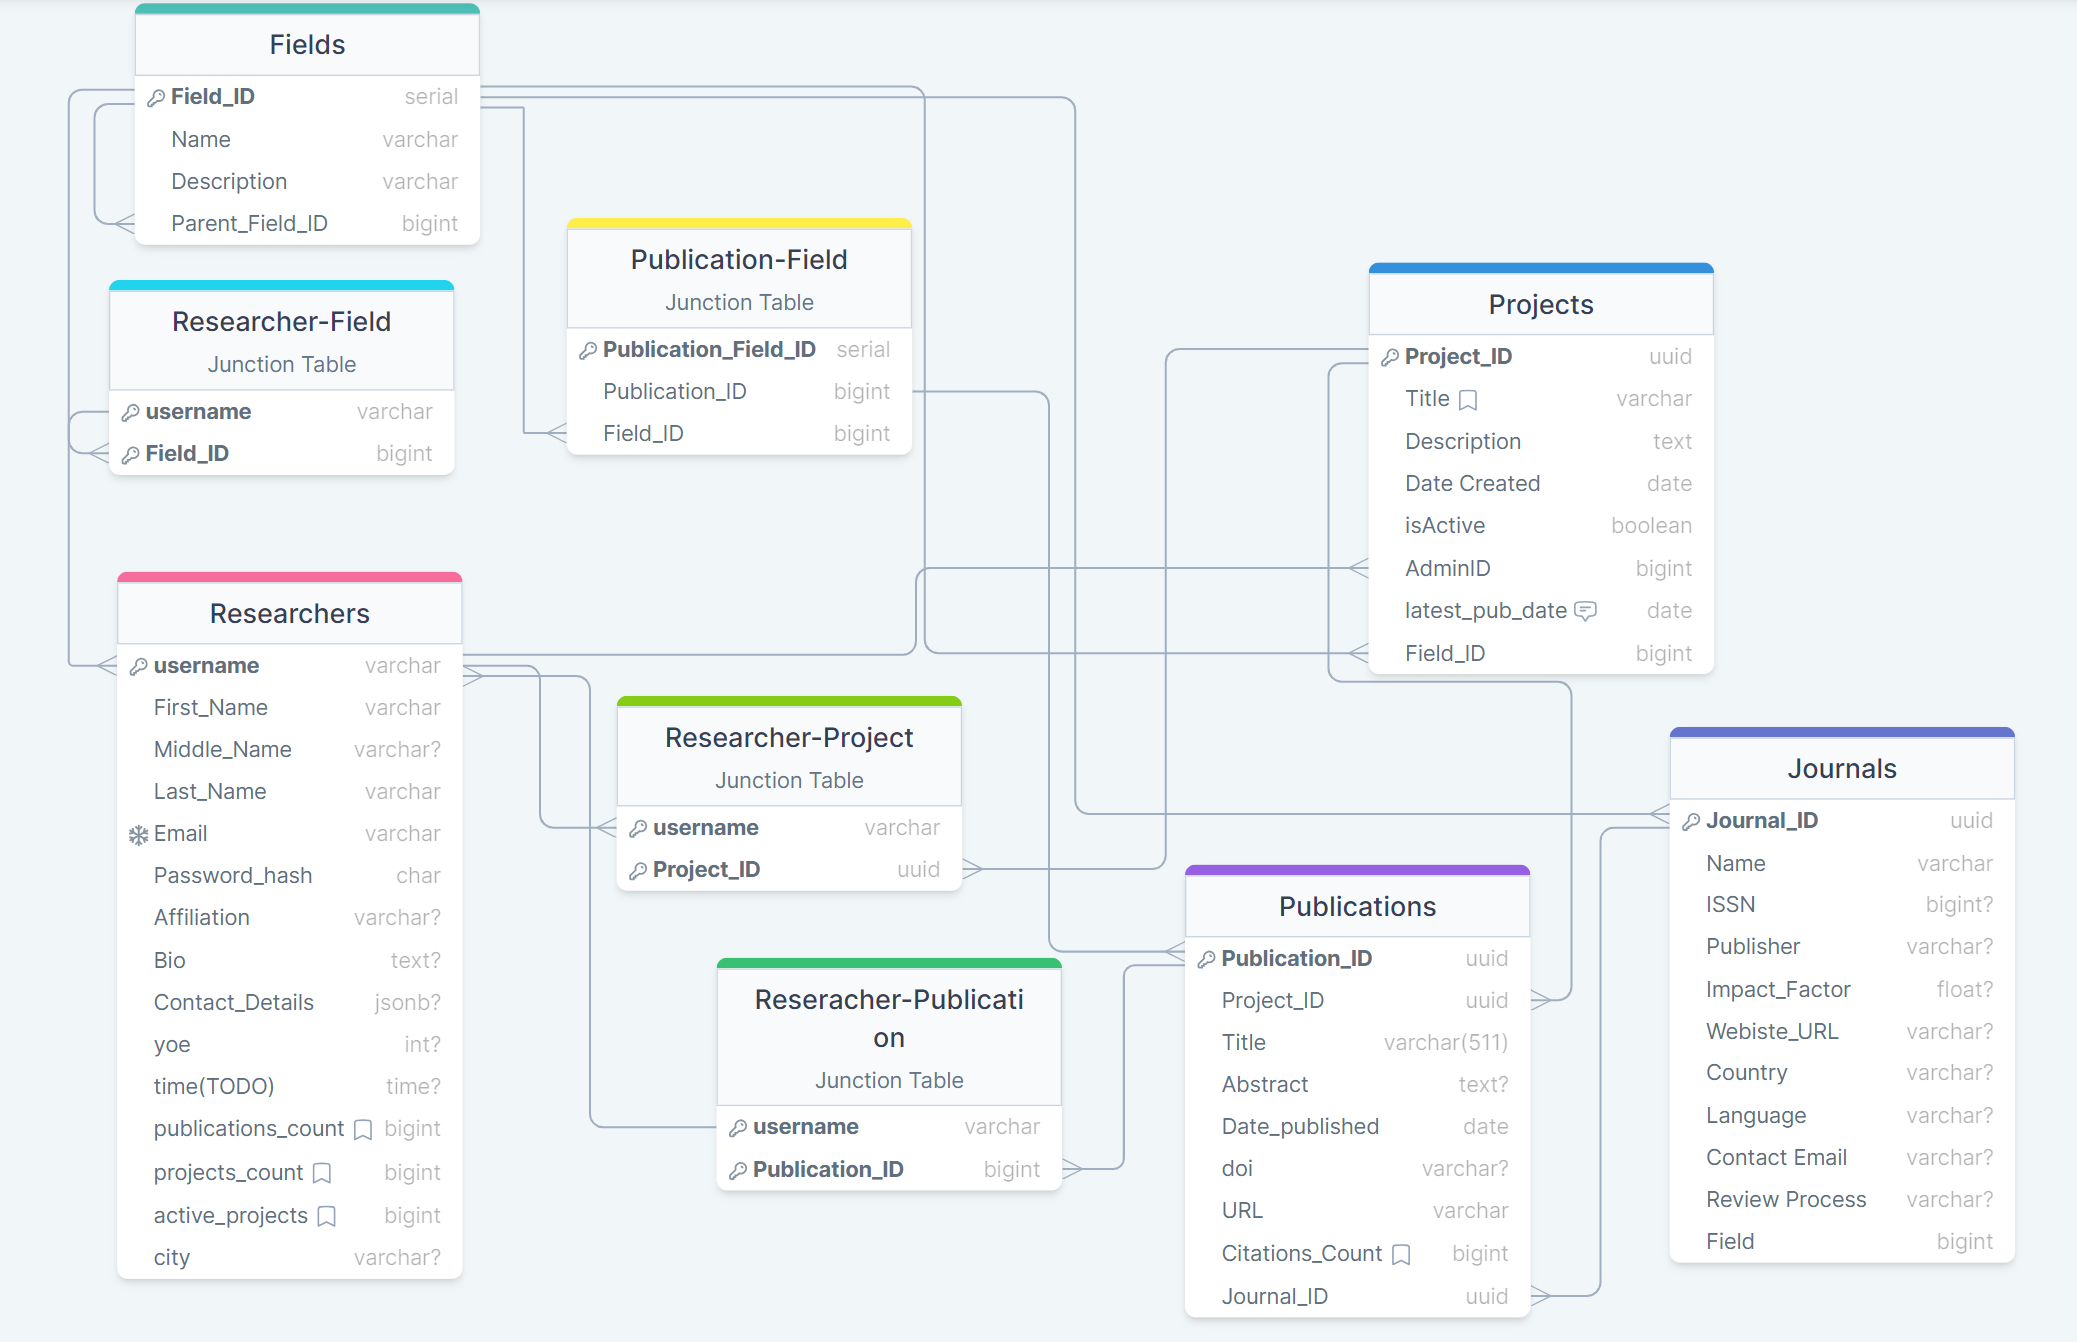 Fields
Field_ID serial
Name varchar
Description varchar
Parent_Field_ID bigint
Researcher-Field
Junction Table
username varchar
Field_ID bigint
Publication-Field
Junction Table
Publication_Field_ID serial
Publication_ID bigint
Field_ID bigint
Projects
Project_ID uuid
Title varchar
Description text
Date Created date
isActive boolean
AdminID bigint
latest_pub_date date
Field_ID bigint
Researchers
username varchar
First_Name varchar
Middle_Name varchar?
Last_Name varchar
Email varchar
Password_hash char
Affiliation varchar?
Bio text?
Contact_Details jsonb?
yoe int?
time(TODO) time?
publications_count bigint
projects_count bigint
active_projects bigint
city varchar?
Researcher-Project
Junction Table
username varchar
Project_ID uuid
Reseracher-Publicati
on
Junction Table
username varchar
Publication_ID bigint
Publications
Publication_ID uuid
Project_ID uuid
Title varchar(511)
Abstract text?
Date_published date
doi varchar?
URL varchar
Citations_Count bigint
Journal_ID uuid
Journals
Journal_ID uuid
Name varchar
ISSN bigint?
Publisher varchar?
Impact_Factor float?
Webiste_URL varchar?
Country varchar?
Language varchar?
Contact Email varchar?
Review Process varchar?
Field bigint